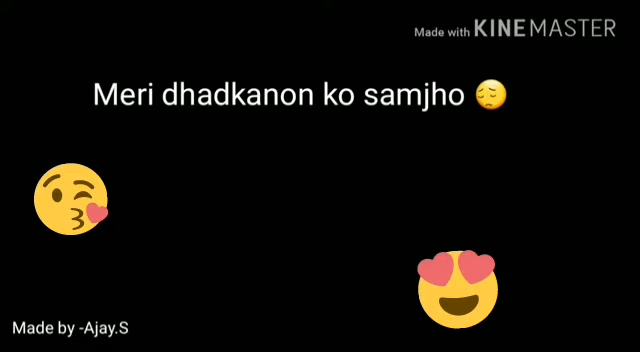 Made with KINEMASTER
Meri dhadkanon ko samjho 😔
Made by -Ajay.S